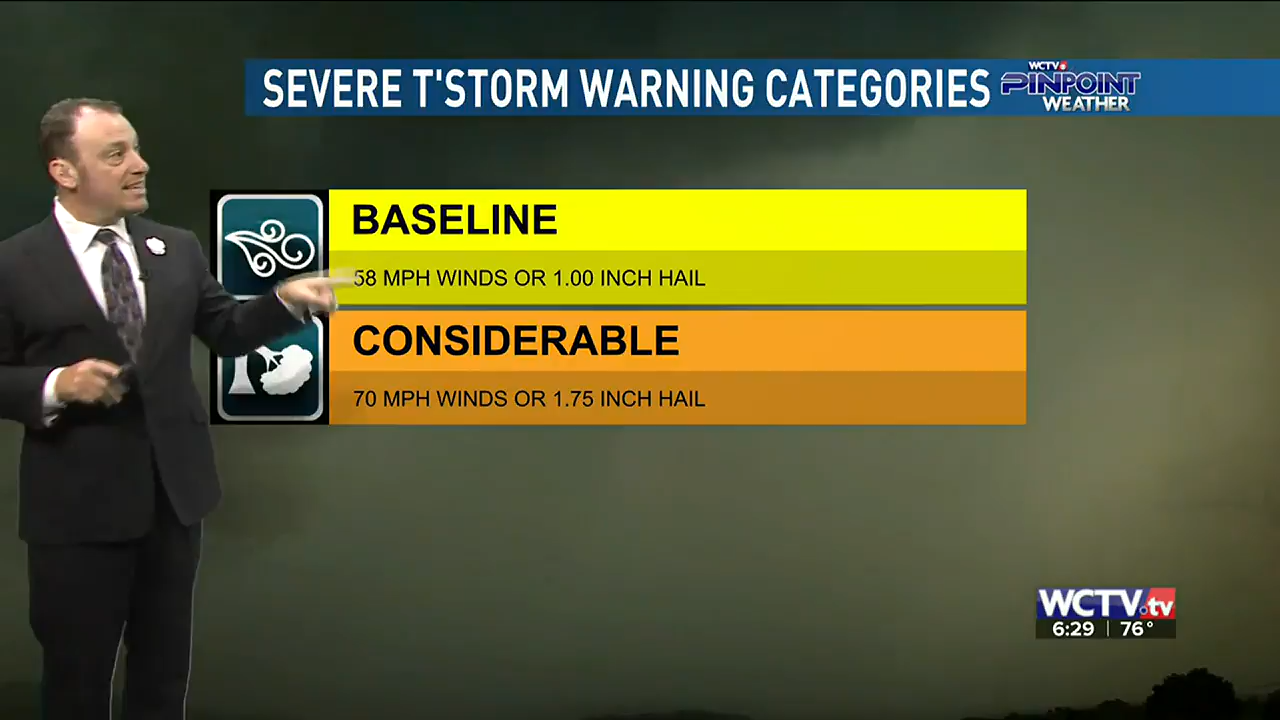 SEVERE T'STORM WARNING CATEGORIES
WCTV
PINPOINT
WEATHER
BASELINE
58 MPH WINDS OR 1.00 INCH HAIL
CONSIDERABLE
70 MPH WINDS OR 1.75 INCH HAIL
WCTV.tv
6:29 | 76°